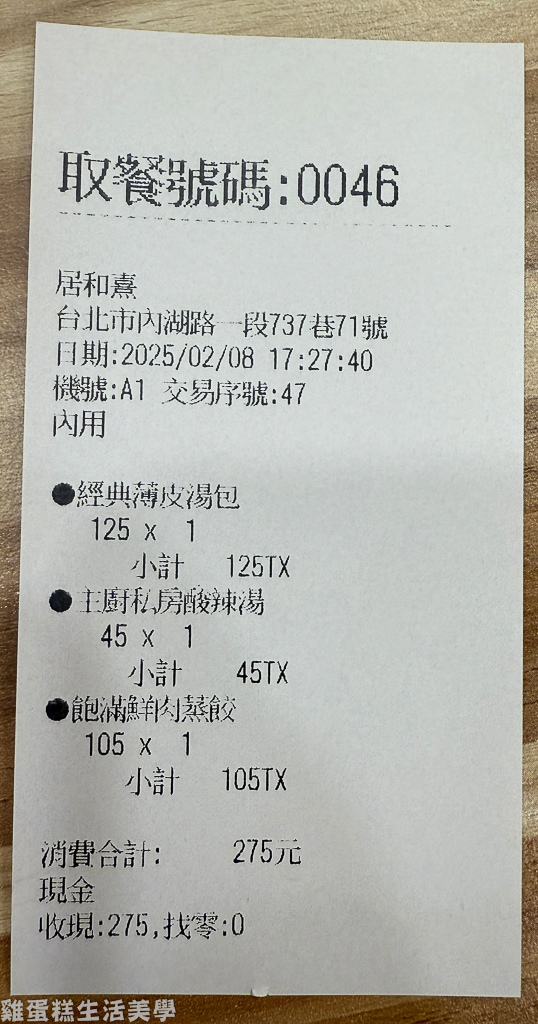 取餐號碼:0046
居和熹
台北市內湖路一段737巷71號
日期:2025/02/08 17:27:40
機號:A1 交易序號:47
內用
●經典薄皮湯包
125 x 1
小計 125TX
●主廚私房酸辣湯
45 x 1
小計 45TX
●飽滿鮮肉蒸餃
105 x 1
小計 105TX
消費合計: 275元
現金
收現:275,找零:0
雞蛋糕生活美學